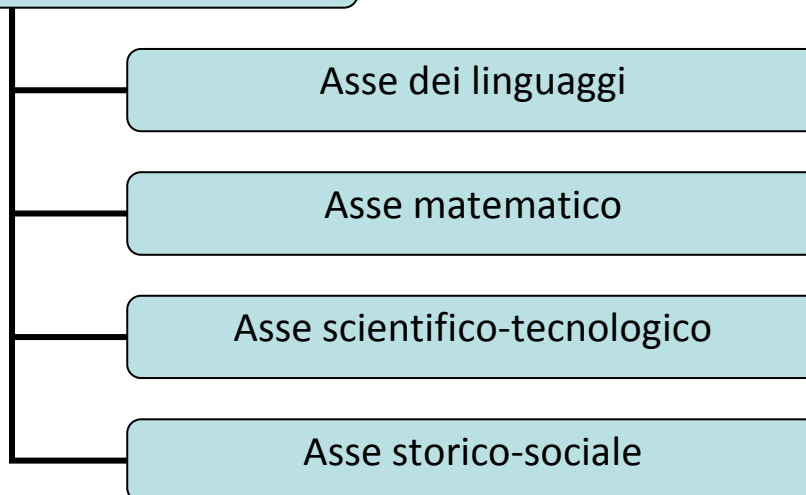 Asse dei linguaggi
Asse matematico
Asse scientifico-tecnologico
Asse storico-sociale